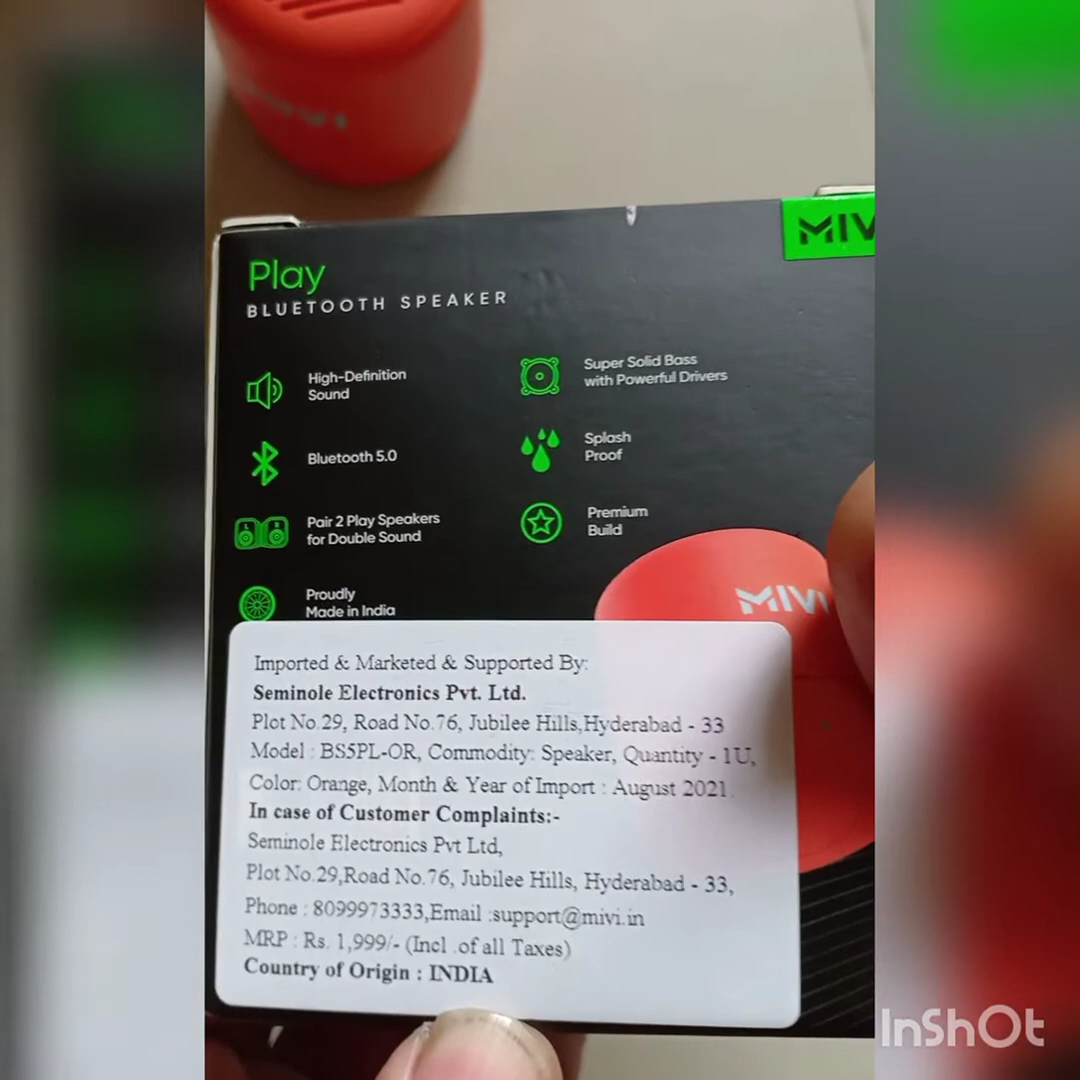 MIVI
MIV
Play
BLUETOOTH SPEAKER
High-Definition
Sound
Super Solid Bass
with Powerful Drivers
Bluetooth 5.0
Splash
Proof
L R
Pair 2 Play Speakers
for Double Sound
Premium
Build
Proudly
Made in India
MIVI
Imported & Marketed & Supported By:
Seminole Electronics Pvt. Ltd.
Plot No.29, Road No.76, Jubilee Hills,Hyderabad - 33
Model : BS5PL-OR, Commodity: Speaker, Quantity - 1U,
Color: Orange, Month & Year of Import : August 2021.
In case of Customer Complaints:-
Seminole Electronics Pvt Ltd,
Plot No.29,Road No.76, Jubilee Hills, Hyderabad - 33,
Phone : 8099973333,Email :support@mivi.in
MRP : Rs. 1,999/- (Incl .of all Taxes)
Country of Origin : INDIA
InShOt